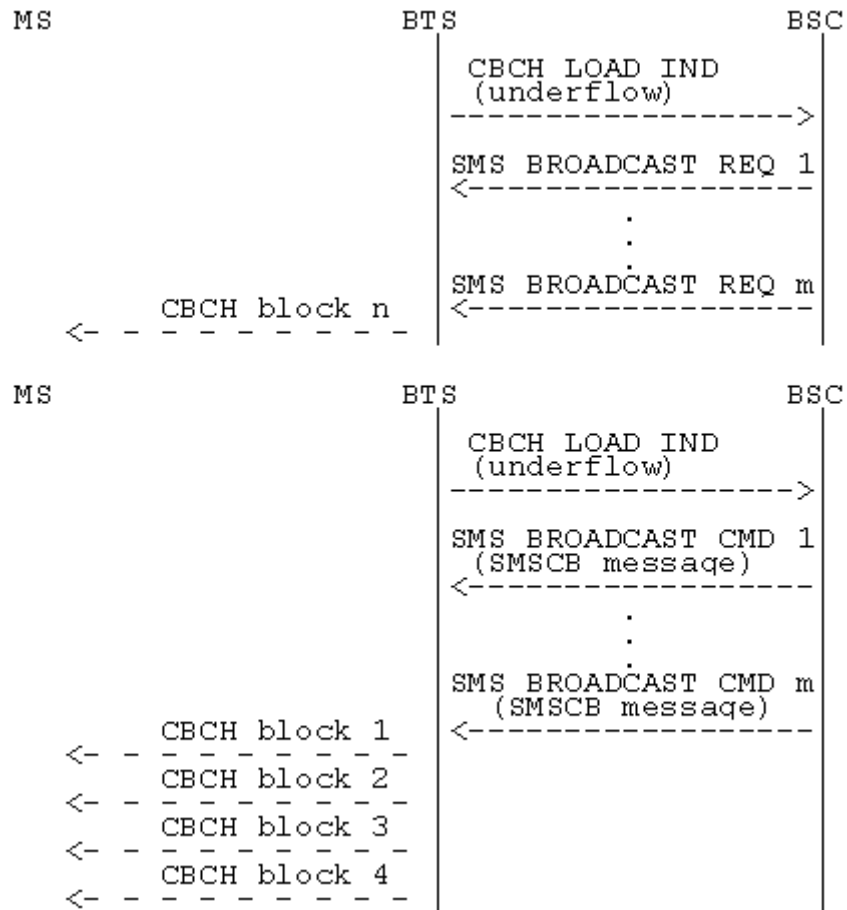 MS BTS BSC
CBCH LOAD IND
(underflow)
SMS BROADCAST REQ 1
.
.
.
SMS BROADCAST REQ m
CBCH block n
MS BTS BSC
CBCH LOAD IND
(underflow)
SMS BROADCAST CMD 1
(SMSCB message)
.
.
.
SMS BROADCAST CMD m
(SMSCB message)
CBCH block 1
CBCH block 2
CBCH block 3
CBCH block 4